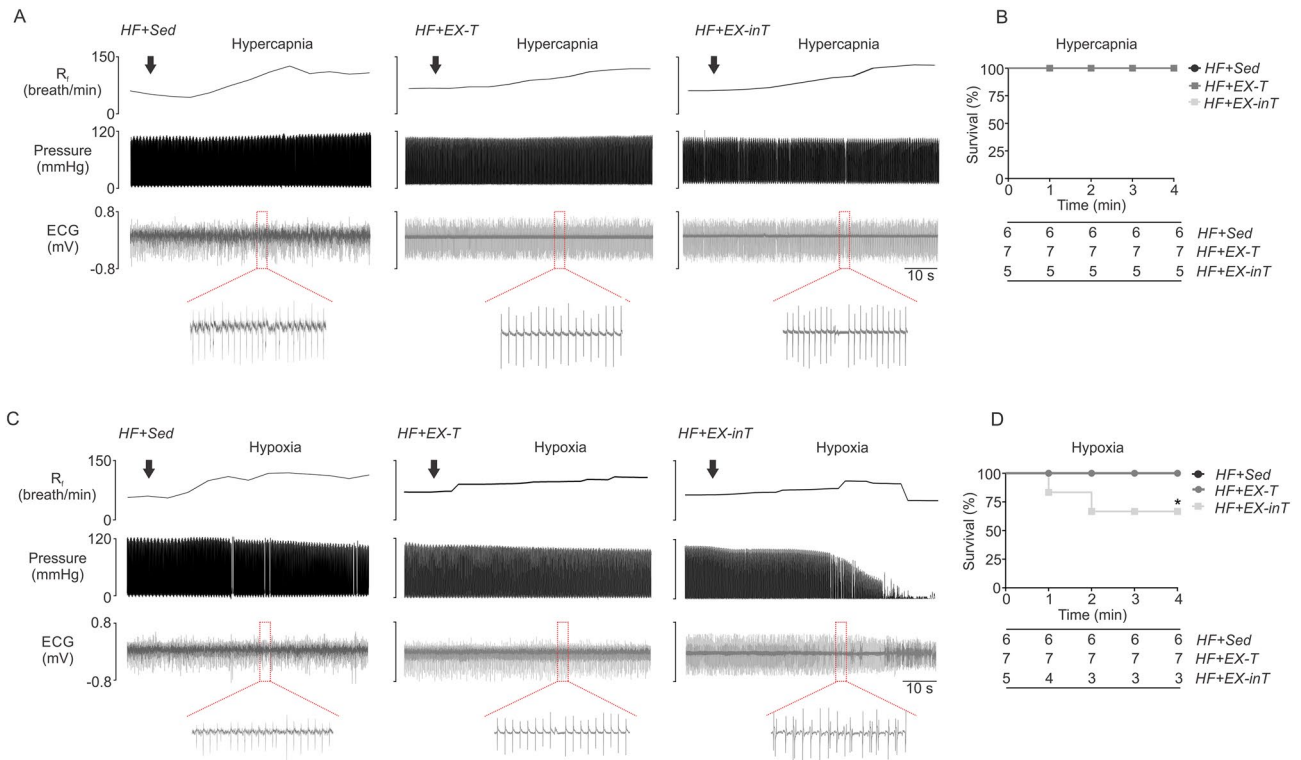 A
HF+Sed
HF+EX-T
HF+EX-inT
Hypercapnia
Hypercapnia
Hypercapnia
150
Rf
(breath/min)
0
120
Pressure
(mmHg)
0
0.8
ECG
(mV)
-0.8
10 s
B
Hypercapnia
100
75
50
25
0
Survival (%)
0 1 2 3 4
Time (min)
HF+Sed
HF+EX-T
HF+EX-inT
6 6 6 6 6 HF+Sed
7 7 7 7 7 HF+EX-T
5 5 5 5 5 HF+EX-inT
C
HF+Sed
HF+EX-T
HF+EX-inT
Hypoxia
Hypoxia
Hypoxia
150
Rf
(breath/min)
0
120
Pressure
(mmHg)
0
0.8
ECG
(mV)
-0.8
10 s
D
Hypoxia
100
75
50
25
0
Survival (%)
*
0 1 2 3 4
Time (min)
HF+Sed
HF+EX-T
HF+EX-inT
6 6 6 6 6 HF+Sed
7 7 7 7 7 HF+EX-T
5 4 3 3 3 HF+EX-inT